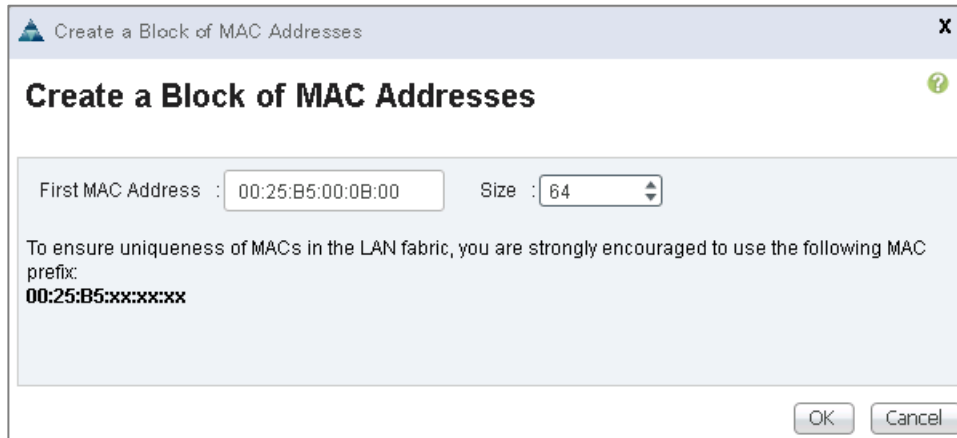 Create a Block of MAC Addresses
X
Create a Block of MAC Addresses
?
First MAC Address : 00:25:B5:00:0B:00 Size : 64
To ensure uniqueness of MACs in the LAN fabric, you are strongly encouraged to use the following MAC
prefix:
00:25:B5:xx:xx:xx
OK Cancel